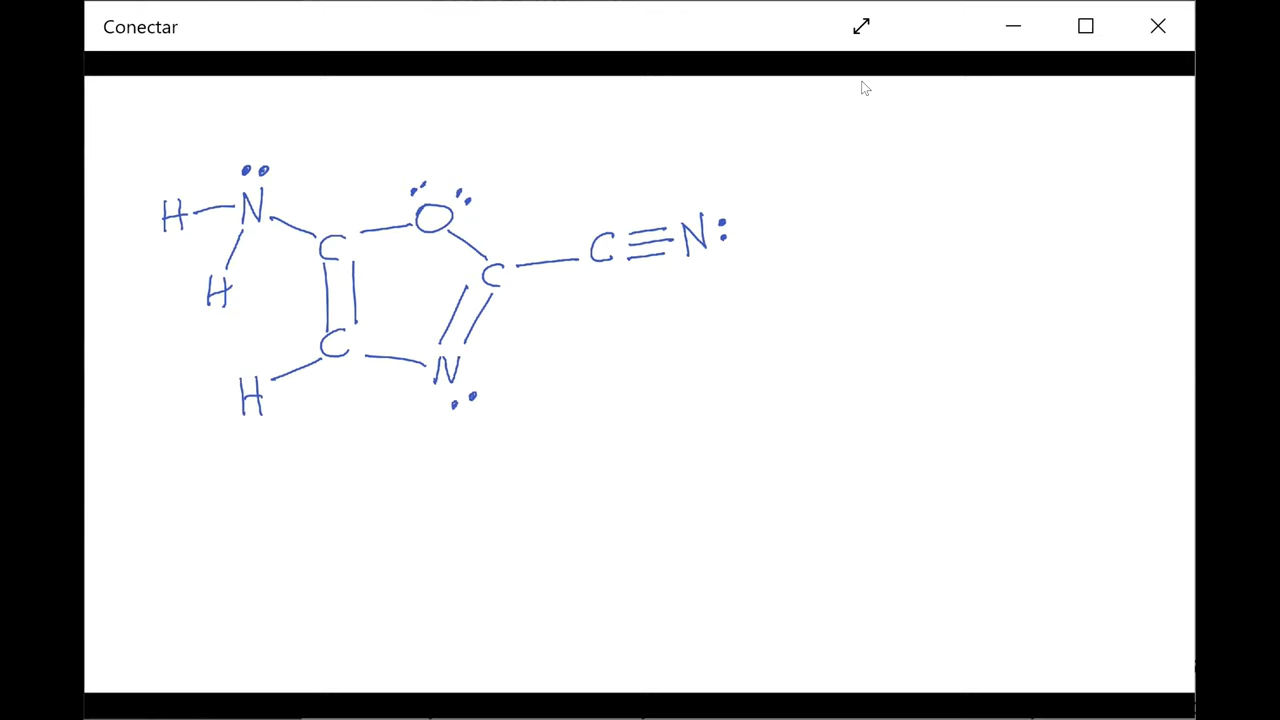 Conectar
H N C O
C C≡N
H
C N
H